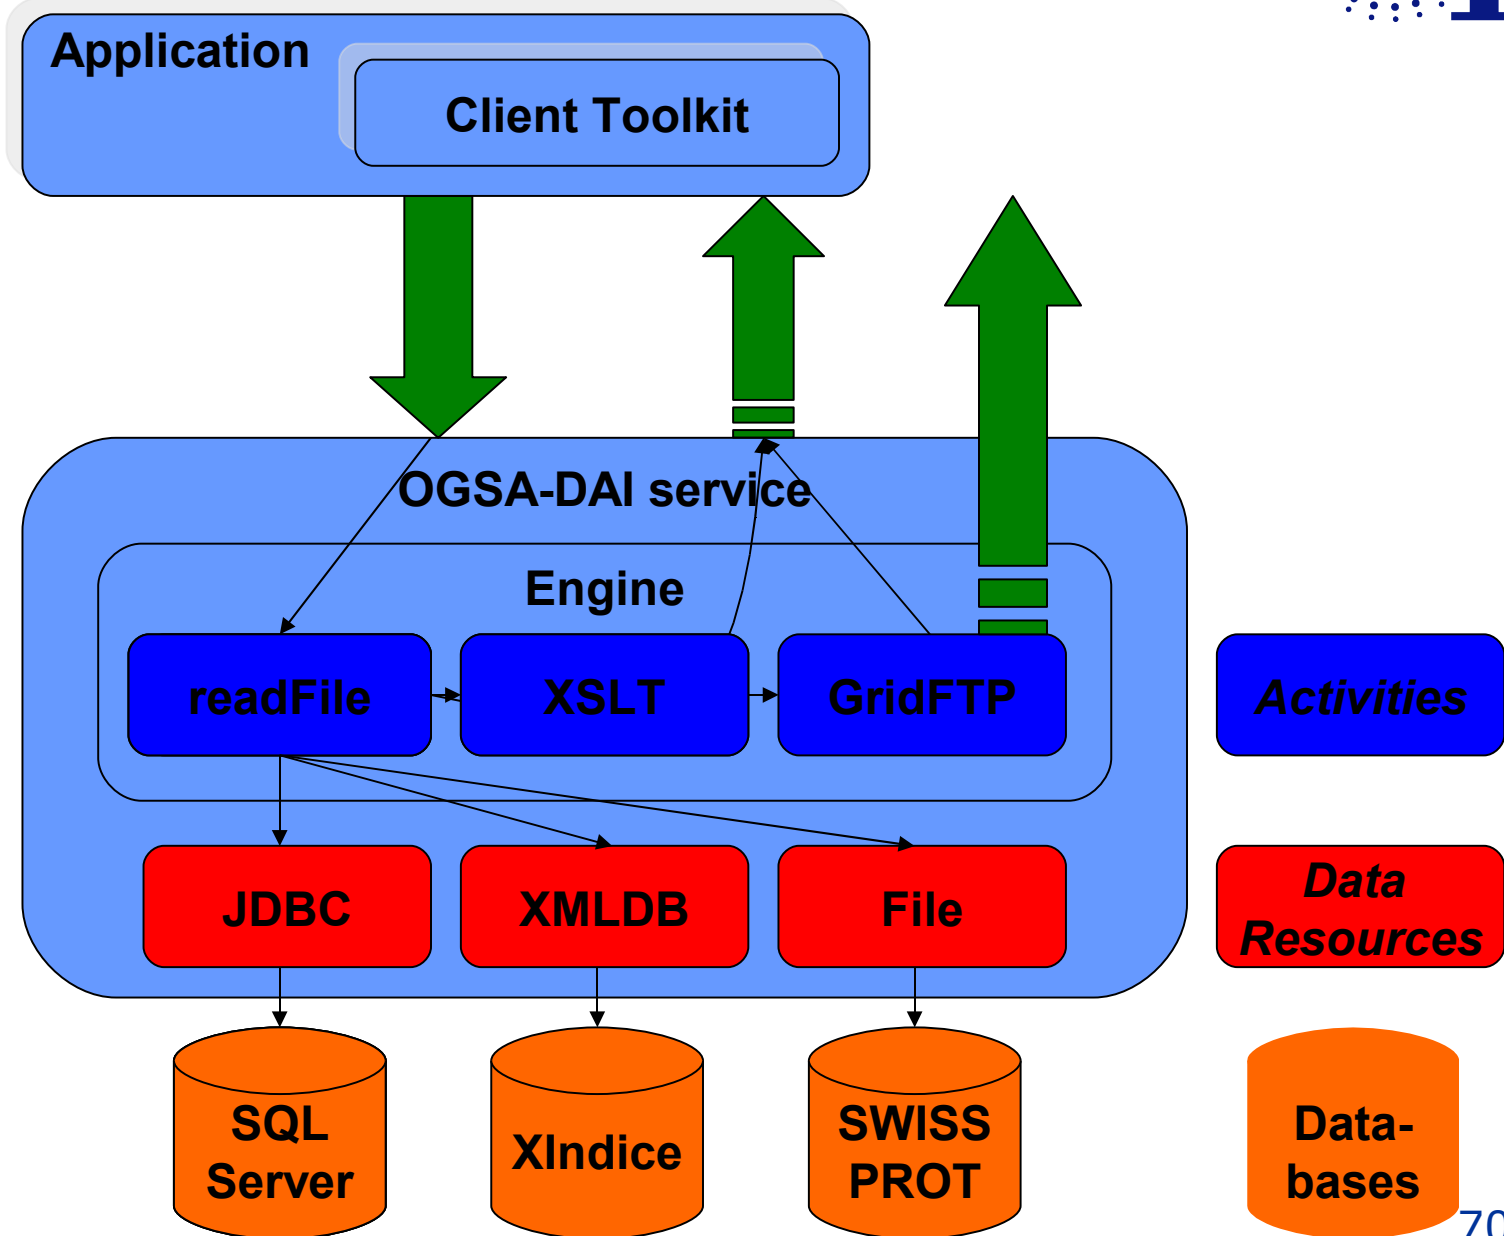 Application
Client Toolkit
OGSA-DAI service
Engine
readFile
XSLT
GridFTP
Activities
JDBC
XMLDB
File
Data
Resources
SQL
Server
XIndice
SWISS
PROT
Data-
bases
70